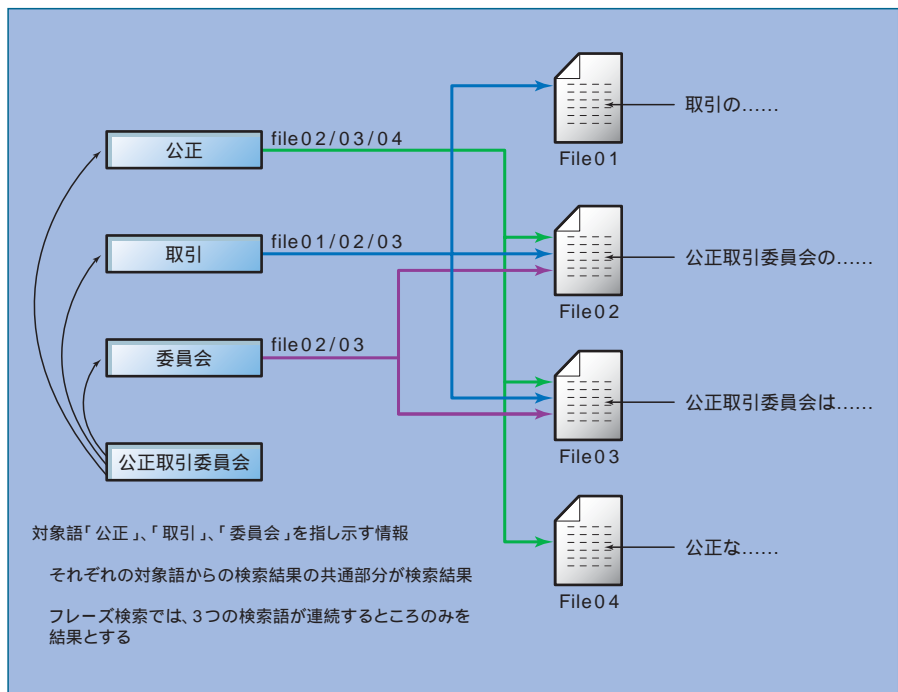 取引の……
File01
file02/03/04
公正
file01/02/03
取引
公正取引委員会の……
File02
file02/03
委員会
公正取引委員会は……
File03
公正取引委員会
対象語「公正」、「取引」、「委員会」を指し示す情報
それぞれの対象語からの検索結果の共通部分が検索結果
フレーズ検索では、3つの検索語が連続するところのみを
結果とする
公正な……
File04